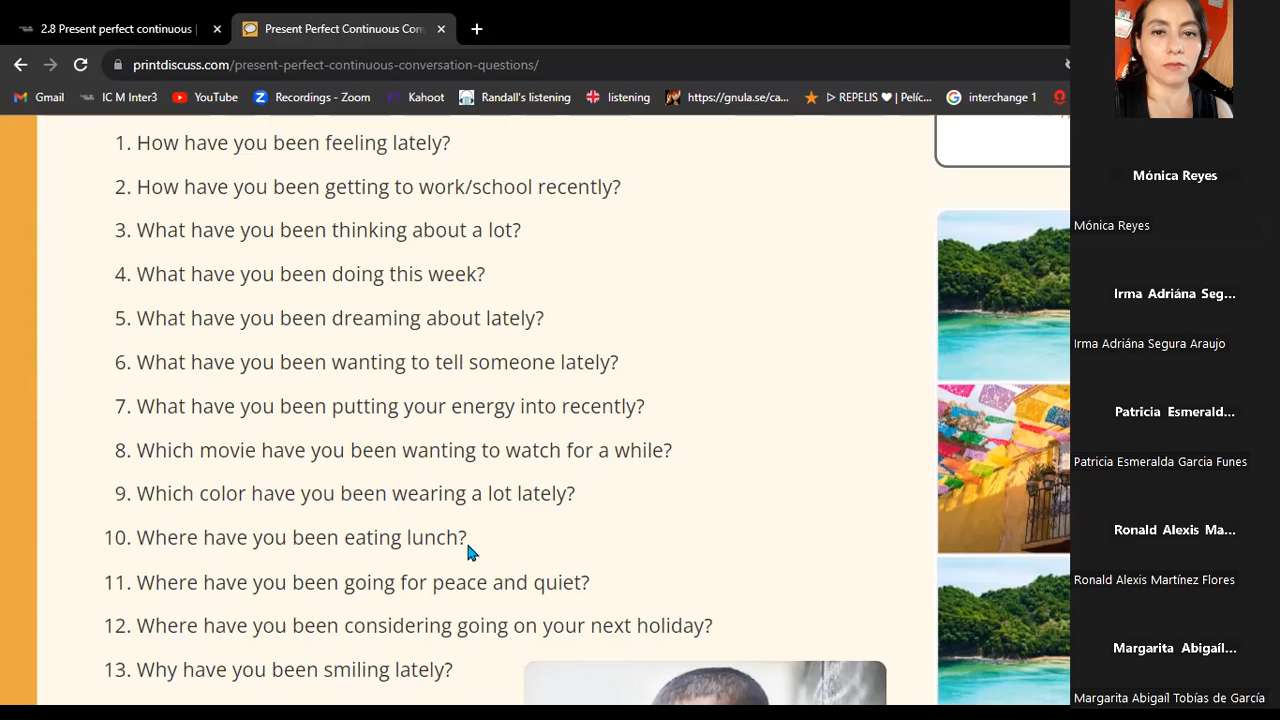 2.8 Present perfect continuous |
Present Perfect Continuous Con
printdiscuss.com/present-perfect-continuous-conversation-questions/
Gmail
IC M Inter3
YouTube
Recordings - Zoom
Kahoot
Randall's listening
listening
https://gnula.se/ca...
▷ REPELIS ♥ | Pelíc...
interchange 1
1. How have you been feeling lately?
2. How have you been getting to work/school recently?
3. What have you been thinking about a lot?
4. What have you been doing this week?
5. What have you been dreaming about lately?
6. What have you been wanting to tell someone lately?
7. What have you been putting your energy into recently?
8. Which movie have you been wanting to watch for a while?
9. Which color have you been wearing a lot lately?
10. Where have you been eating lunch?
11. Where have you been going for peace and quiet?
12. Where have you been considering going on your next holiday?
13. Why have you been smiling lately?
Mónica Reyes
Mónica Reyes
Irma Adriána Seg...
Irma Adriána Segura Araujo
Patricia Esmerald...
Patricia Esmeralda Garcia Funes
Ronald Alexis Ma...
Ronald Alexis Martínez Flores
Margarita Abigaíl...
Margarita Abigaíl Tobías de García